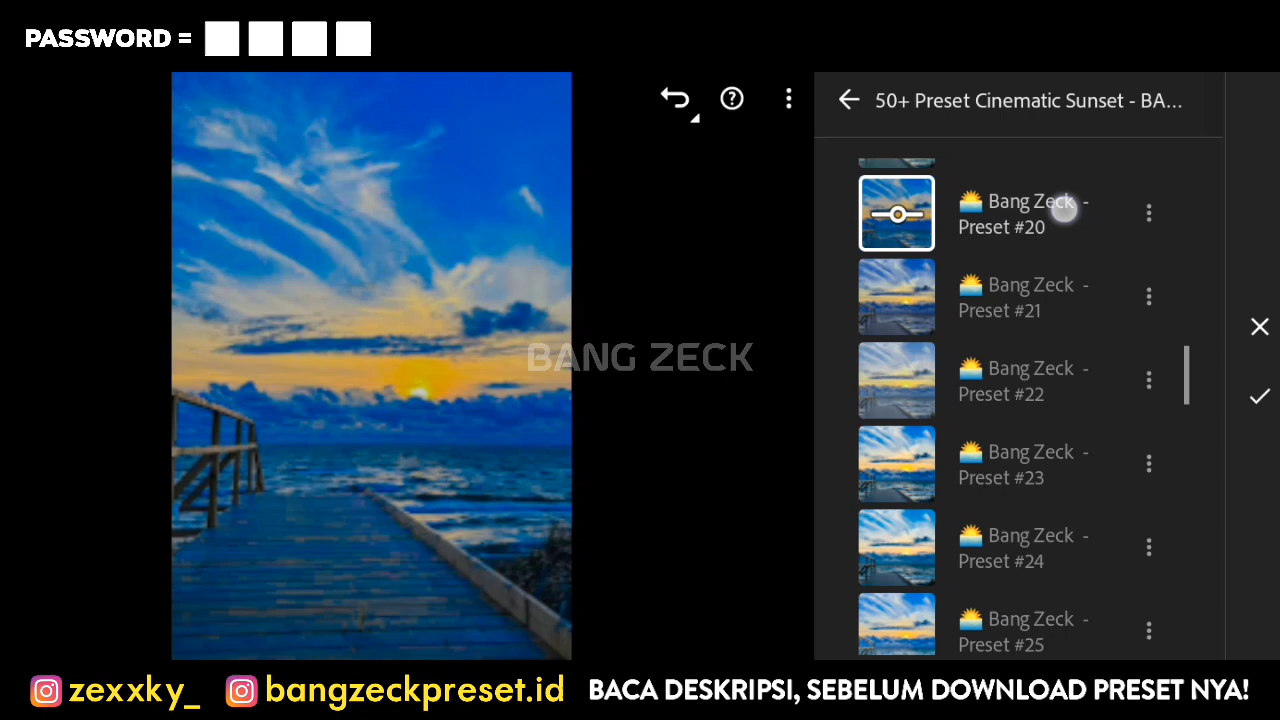 PASSWORD =
50+ Preset Cinematic Sunset - BA...
🌅 Bang Zeck -
Preset #20
🌅 Bang Zeck -
Preset #21
🌅 Bang Zeck -
Preset #22
🌅 Bang Zeck -
Preset #23
🌅 Bang Zeck -
Preset #24
🌅 Bang Zeck -
Preset #25
BANG ZECK
zexxky_ bangzeckpreset.id BACA DESKRIPSI, SEBELUM DOWNLOAD PRESET NYA!